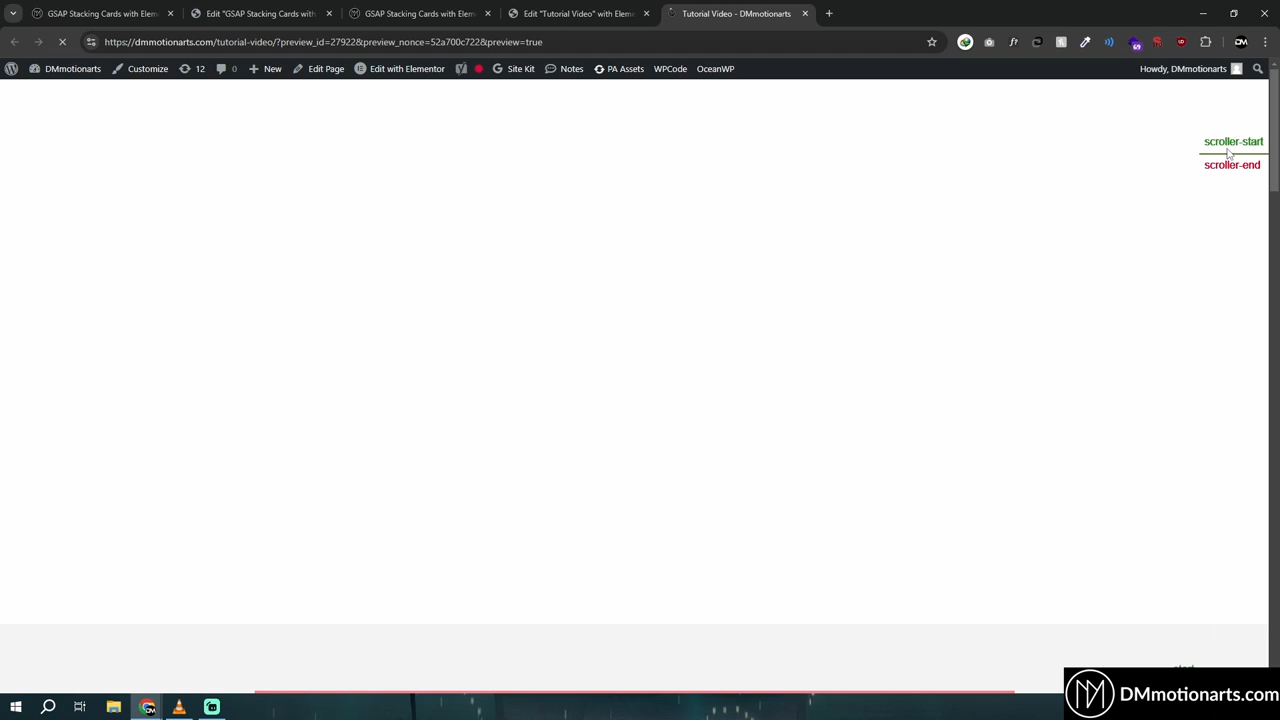 GSAP Stacking Cards with Elem
Edit "GSAP Stacking Cards with
GSAP Stacking Cards with Elem
Edit "Tutorial Video" with Eleme
Tutorial Video - DMmotionarts
https://dmmotionarts.com/tutorial-video/?preview_id=27922&preview_nonce=52a700c722&preview=true
DMmotionarts
Customize
12
0
New
Edit Page
Edit with Elementor
Site Kit
Notes
PA Assets
WPCode
OceanWP
Howdy, DMmotionarts
scroller-start
scroller-end
start
DMmotionarts.com